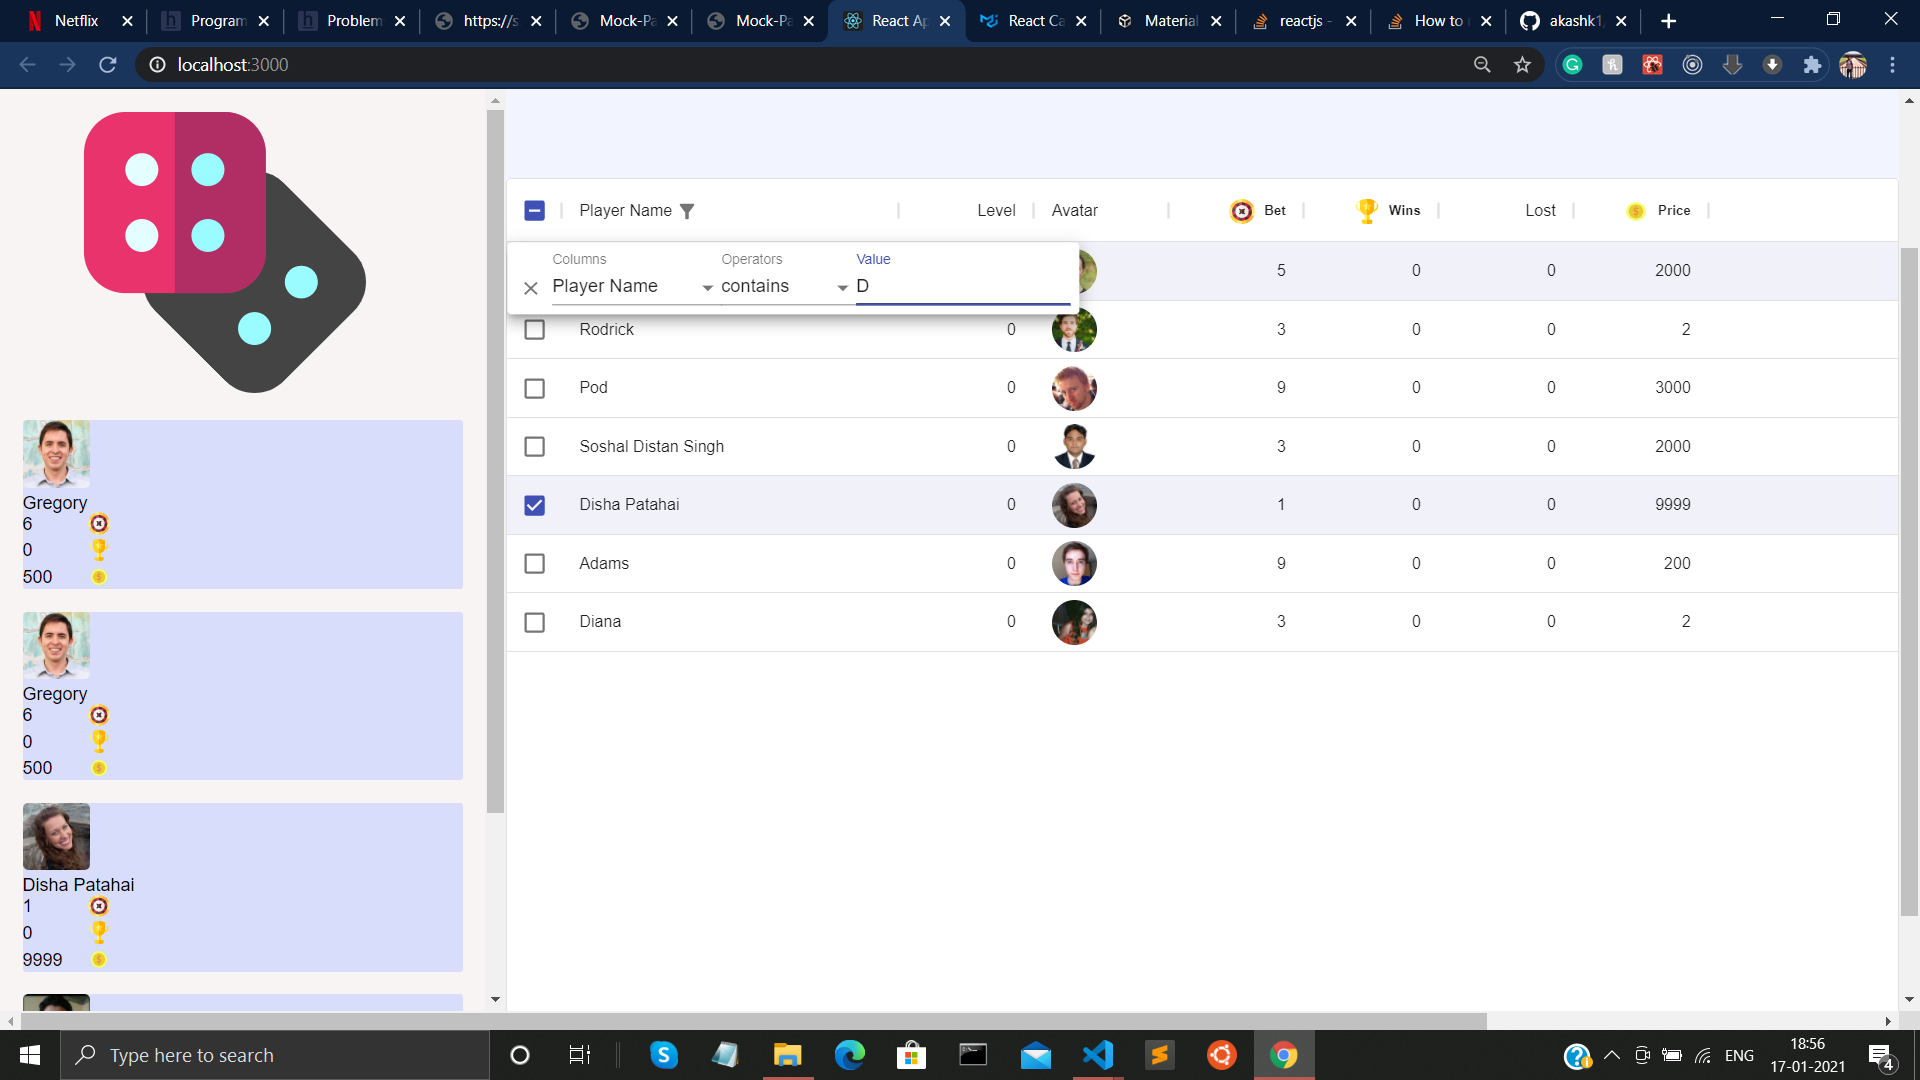 Netflix
Program
Problem
https://s
Mock-Pa
Mock-Pa
React Ap
React Ca
Material
reactjs -
How to
akashk1
localhost:3000
Player Name
Level
Avatar
Bet
Wins
Lost
Price
Columns
Player Name
Operators
contains
Value
D
5 0 0 2000
Rodrick 0 3 0 0 2
Pod 0 9 0 0 3000
Soshal Distan Singh 0 3 0 0 2000
Disha Patahai 0 1 0 0 9999
Adams 0 9 0 0 200
Diana 0 3 0 0 2
Gregory
6
0
500
Gregory
6
0
500
Disha Patahai
1
0
9999
Type here to search
ENG
18:56
17-01-2021
4